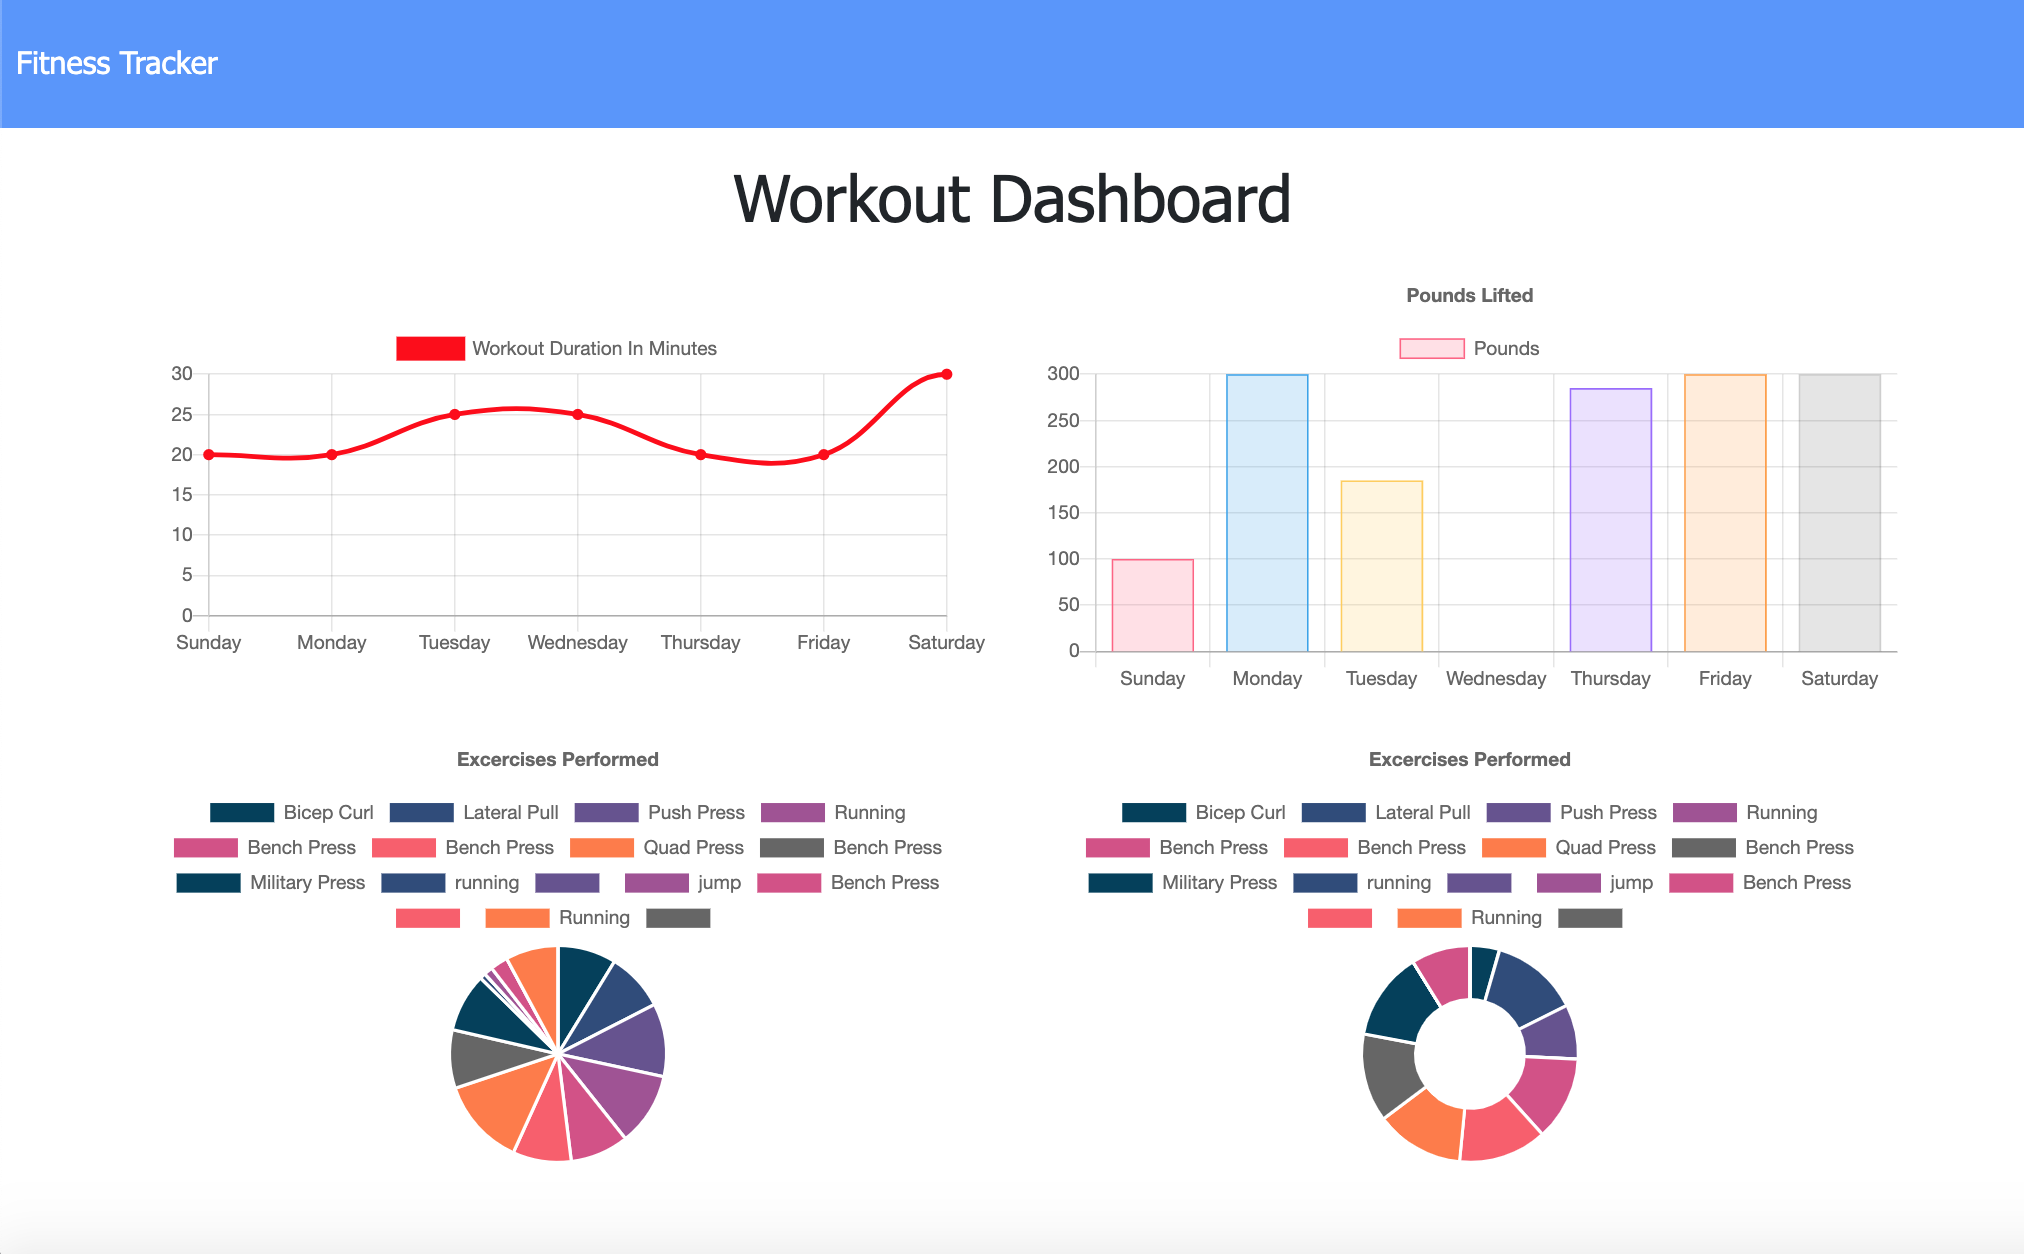 Fitness Tracker
Workout Dashboard
Workout Duration In Minutes
30
25
20
15
10
5
0
Sunday Monday Tuesday Wednesday Thursday Friday Saturday
Pounds Lifted
Pounds
300
250
200
150
100
50
0
Sunday Monday Tuesday Wednesday Thursday Friday Saturday
Excercises Performed
Bicep Curl Lateral Pull Push Press Running
Bench Press Bench Press Quad Press Bench Press
Military Press running jump Bench Press
Running
Excercises Performed
Bicep Curl Lateral Pull Push Press Running
Bench Press Bench Press Quad Press Bench Press
Military Press running jump Bench Press
Running